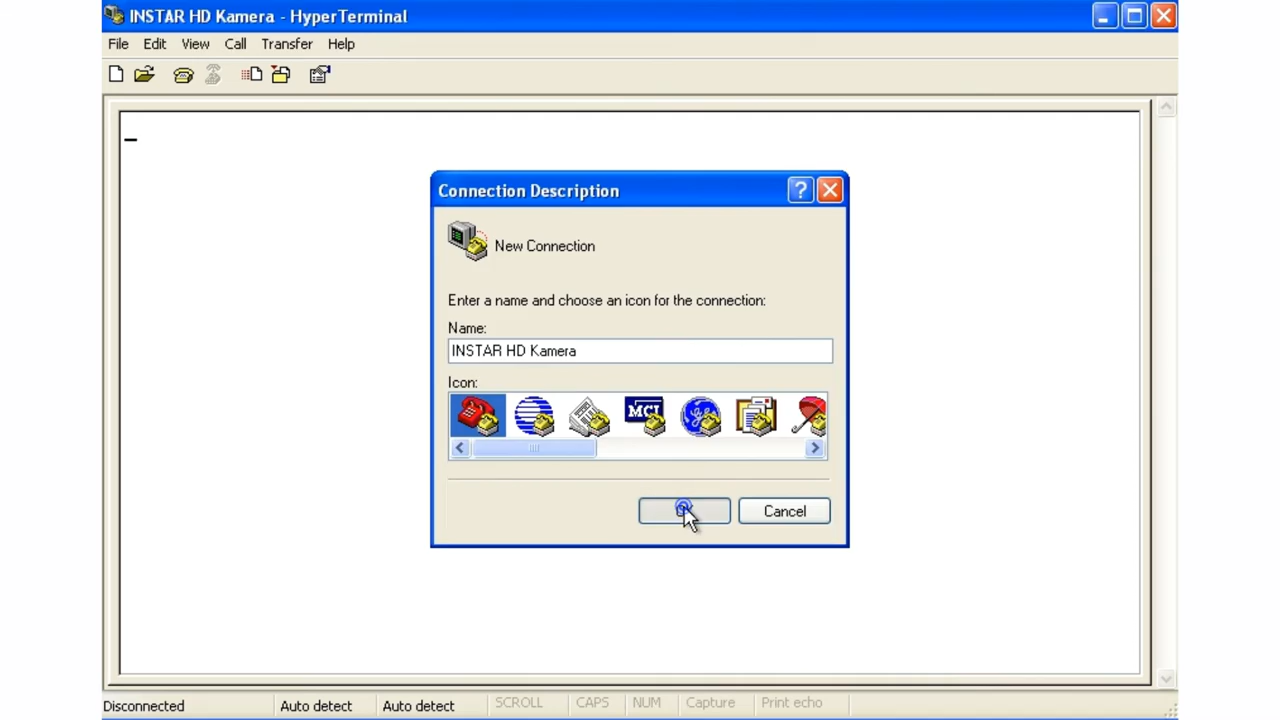 INSTAR HD Kamera - HyperTerminal
File Edit View Call Transfer Help
Connection Description
New Connection
Enter a name and choose an icon for the connection:
Name:
INSTAR HD Kamera
Icon:
MCI
Cancel
Disconnected Auto detect Auto detect SCROLL CAPS NUM Capture Print echo